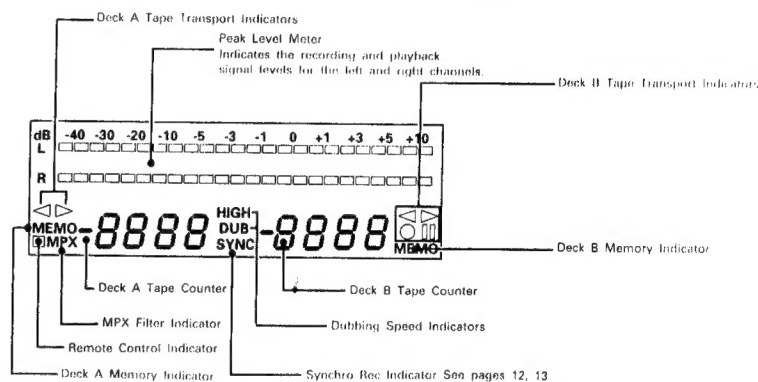 Deck A Tape Transport Indicators
Peak Level Meter
Indicates the recording and playback
signal levels for the left and right channels.
Deck B Tape Transport Indicators
dB -40 -30 -20 -10 -5 -3 -1 0 +1 +3 +5 +10
L
R
HIGH
MEMO -8888 DUB -8888
MPX SYNC MEMO
Deck B Memory Indicator
Deck A Tape Counter
Deck B Tape Counter
MPX Filter Indicator
Dubbing Speed Indicators
Remote Control Indicator
Deck A Memory Indicator
Synchro Rec Indicator See pages 12, 13